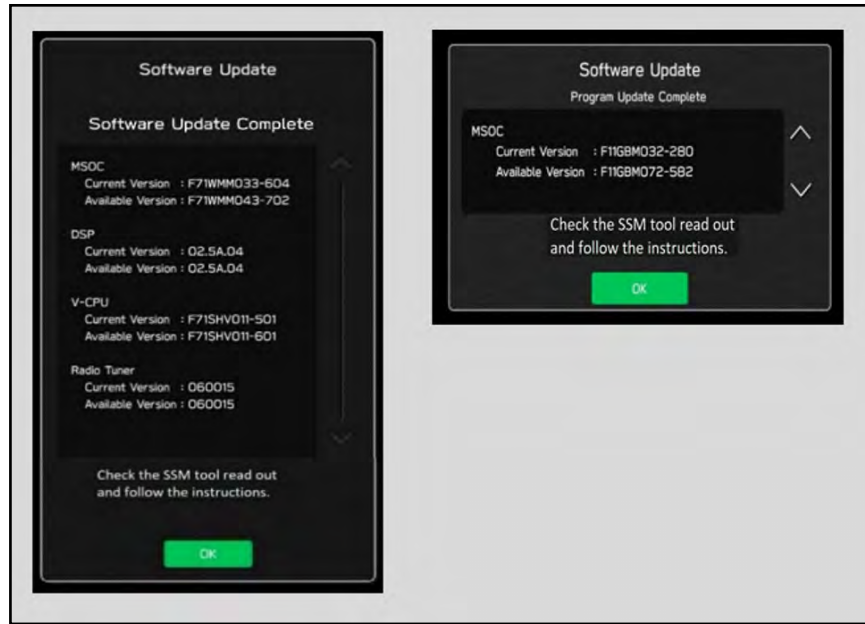 Software Update
Software Update Complete
MSOC
Current Version : F71WMM033-604
Available Version : F71WMM043-702
DSP
Current Version : 02.5A.04
Available Version : 02.5A.04
V-CPU
Current Version : F71SHV011-501
Available Version : F71SHV011-601
Radio Tuner
Current Version : 060015
Available Version : 060015
Check the SSM tool read out
and follow the instructions.
OK
Software Update
Program Update Complete
MSOC
Current Version : F11GBM032-280
Available Version : F11GBM072-582
Check the SSM tool read out
and follow the instructions.
OK